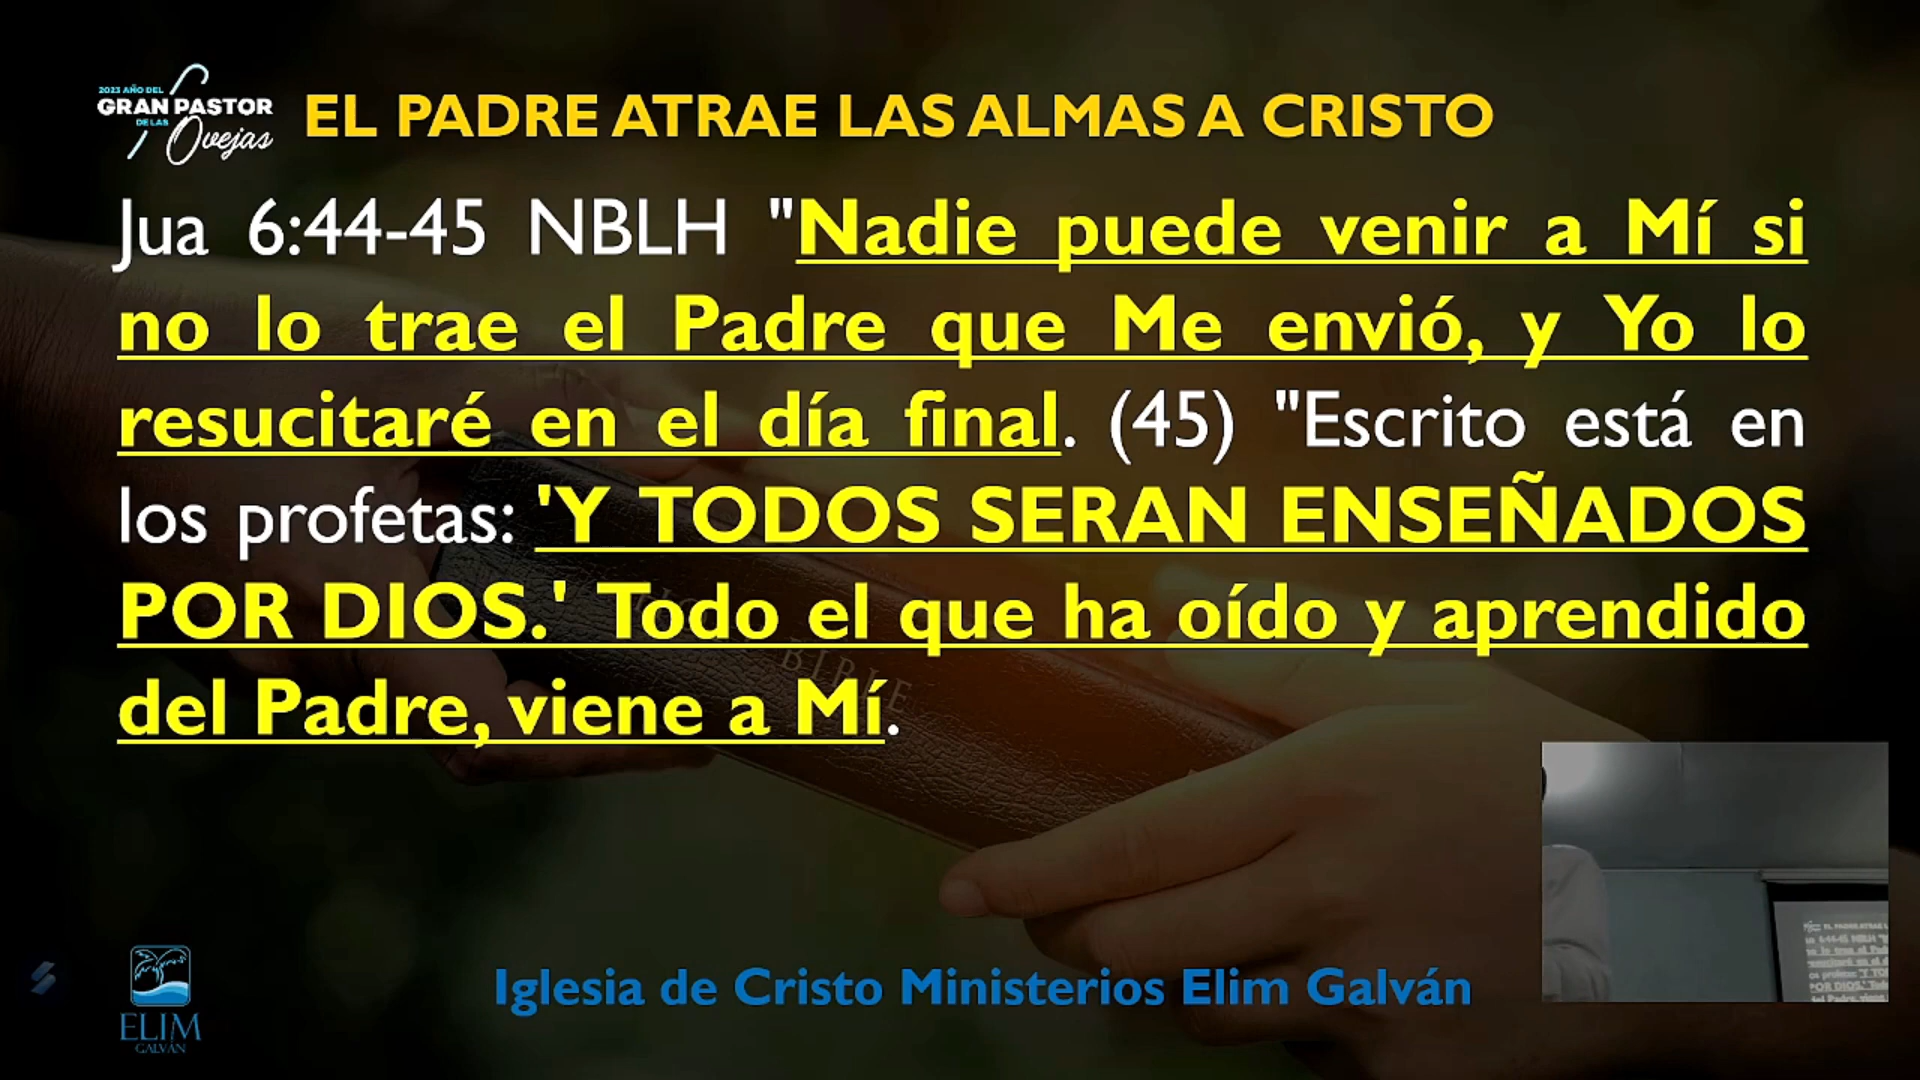 2023 AÑO DEL
GRAN PASTOR
DE LAS
Ovejas
EL PADRE ATRAE LAS ALMAS A CRISTO
Jua 6:44-45 NBLH "Nadie puede venir a Mí si
no lo trae el Padre que Me envió, y Yo lo
resucitaré en el día final. (45) "Escrito está en
los profetas: 'Y TODOS SERAN ENSEÑADOS
POR DIOS.' Todo el que ha oído y aprendido
del Padre, viene a Mí.
BIBLE
Iglesia de Cristo Ministerios Elim Galván
ELIM
GALVÁN